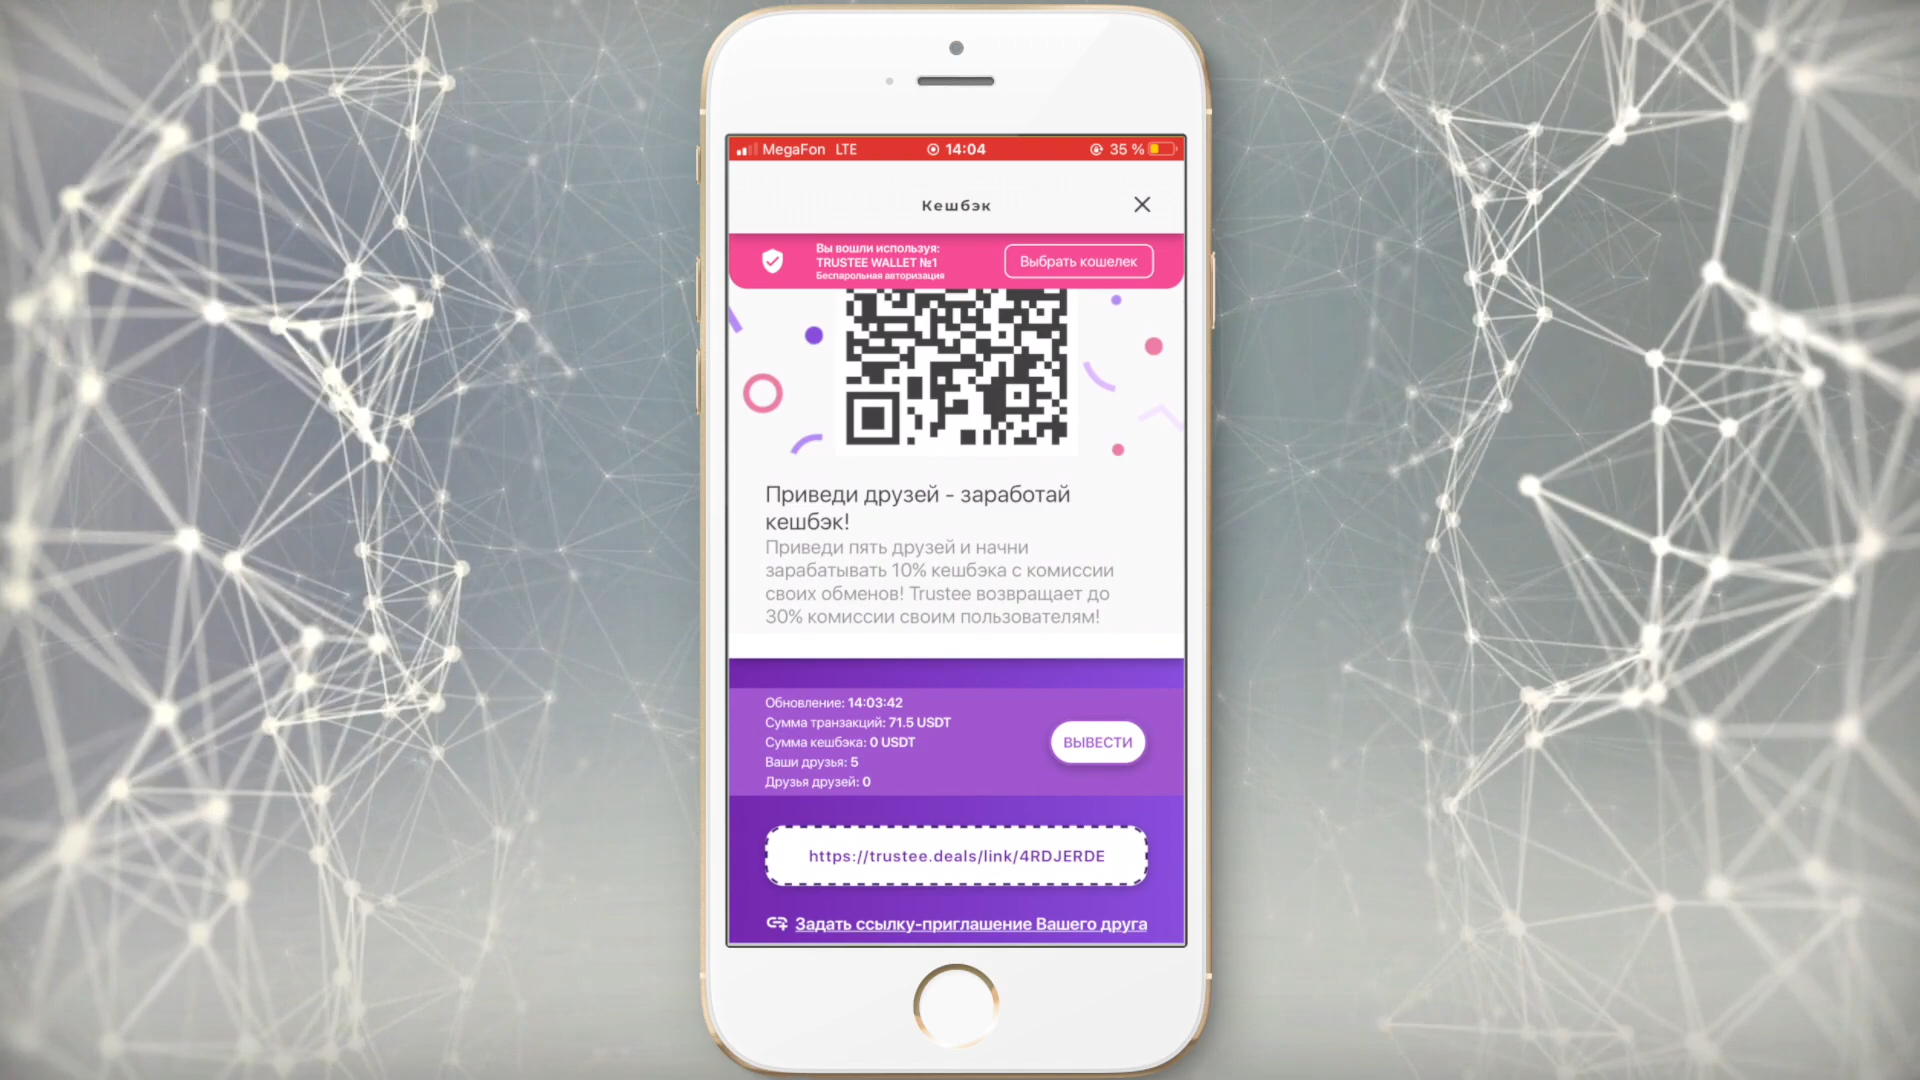 MegaFon LTE 14:04 35 %
Кешбэк
Вы вошли используя:
TRUSTEE WALLET №1
Беспарольная авторизация
Выбрать кошелек
Приведи друзей - заработай
кешбэк!
Приведи пять друзей и начни
зарабатывать 10% кешбэка с комиссии
своих обменов! Trustee возвращает до
30% комиссии своим пользователям!
Обновление: 14:03:42
Сумма транзакций: 71.5 USDT
Сумма кешбэка: 0 USDT
Ваши друзья: 5
Друзья друзей: 0
ВЫВЕСТИ
https://trustee.deals/link/4RDJERDE
Задать ссылку-приглашение Вашего друга